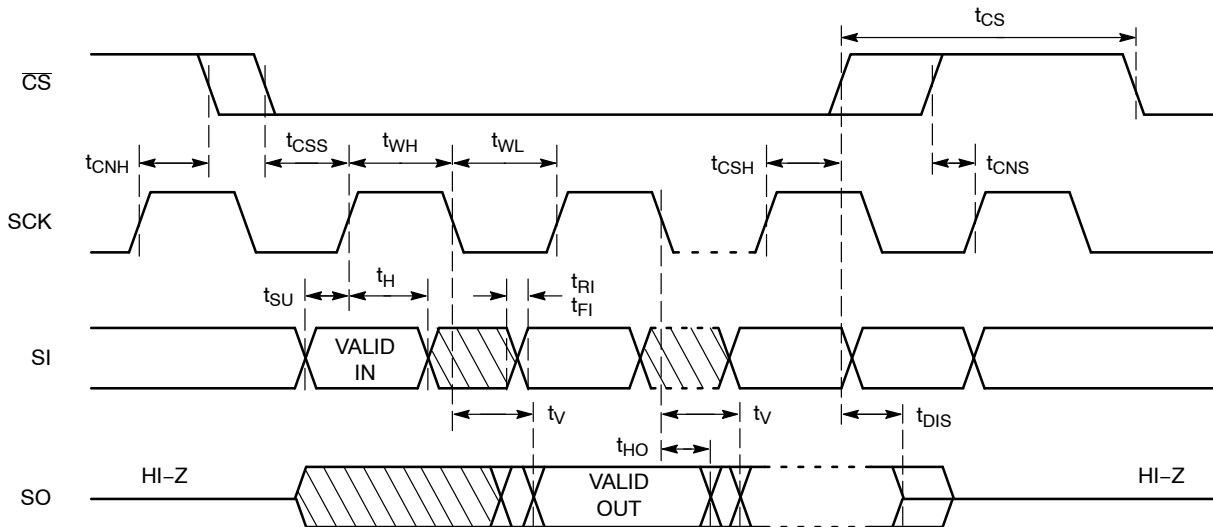 tCS
CS
tCNH
tCSS
tWH
tWL
tCSH
tCNS
SCK
tSU
tH
tRI
tFI
SI
VALID
IN
tV
tV
tDIS
tHO
SO
HI–Z
VALID
OUT
HI–Z